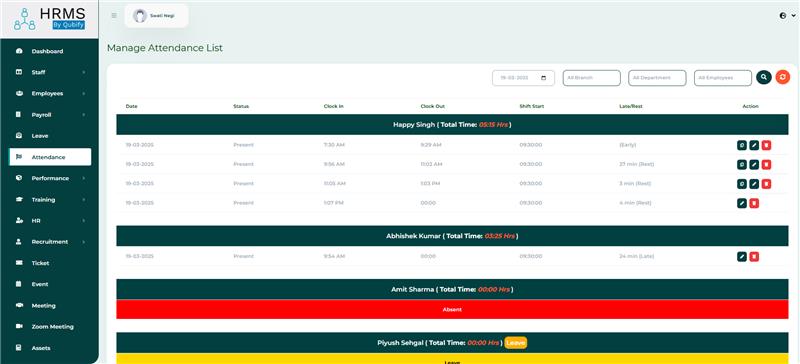 HRMS
By Qubify
Swati Negi
Dashboard
Staff
Employees
Payroll
Leave
Attendance
Performance
Training
HR
Recruitment
Ticket
Event
Meeting
Zoom Meeting
Assets
Manage Attendance List
19-03-2025 All Branch All Department All Employees
Date Status Clock In Clock Out Shift Start Late/Rest Action
Happy Singh ( Total Time: 05:15 Hrs )
19-03-2025 Present 7:30 AM 9:29 AM 09:30:00 (Early)
19-03-2025 Present 9:56 AM 11:02 AM 09:30:00 27 min (Rest)
19-03-2025 Present 11:05 AM 1:03 PM 09:30:00 3 min (Rest)
19-03-2025 Present 1:07 PM 00:00 09:30:00 4 min (Rest)
Abhishek Kumar ( Total Time: 03:25 Hrs )
19-03-2025 Present 9:54 AM 00:00 09:30:00 24 min (Late)
Amit Sharma ( Total Time: 00:00 Hrs )
Absent
Piyush Sehgal ( Total Time: 00:00 Hrs ) Leave
Leave